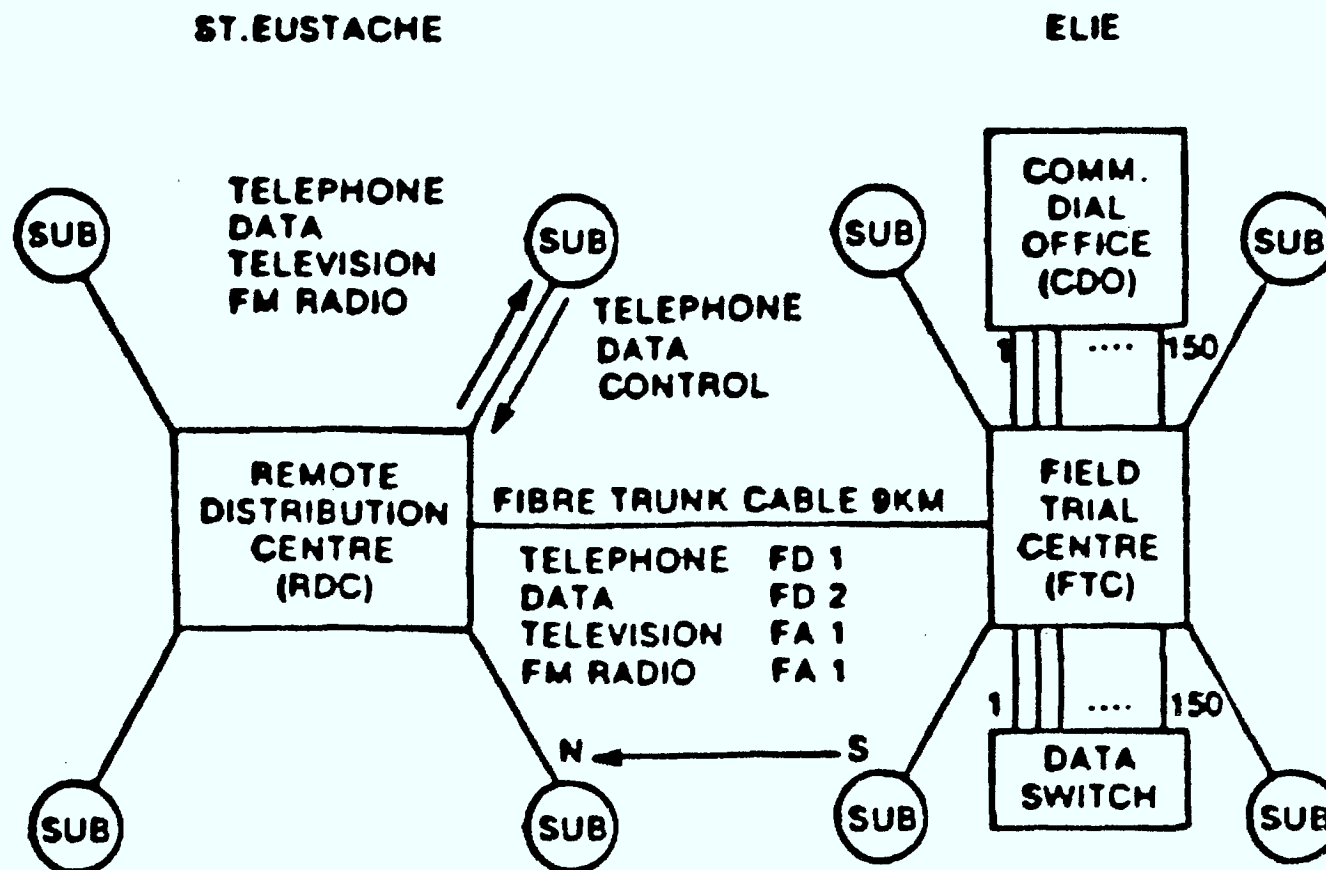 ST.EUSTACHE
ELIE
SUB
TELEPHONE
DATA
TELEVISION
FM RADIO
SUB
TELEPHONE
DATA
CONTROL
SUB
COMM.
DIAL
OFFICE
(CDO)
SUB
1 .... 150
REMOTE
DISTRIBUTION
CENTRE
(RDC)
FIBRE TRUNK CABLE 9KM
TELEPHONE FD 1
DATA FD 2
TELEVISION FA 1
FM RADIO FA 1
FIELD
TRIAL
CENTRE
(FTC)
1 .... 150
N S
SUB
SUB
SUB
DATA
SWITCH
SUB